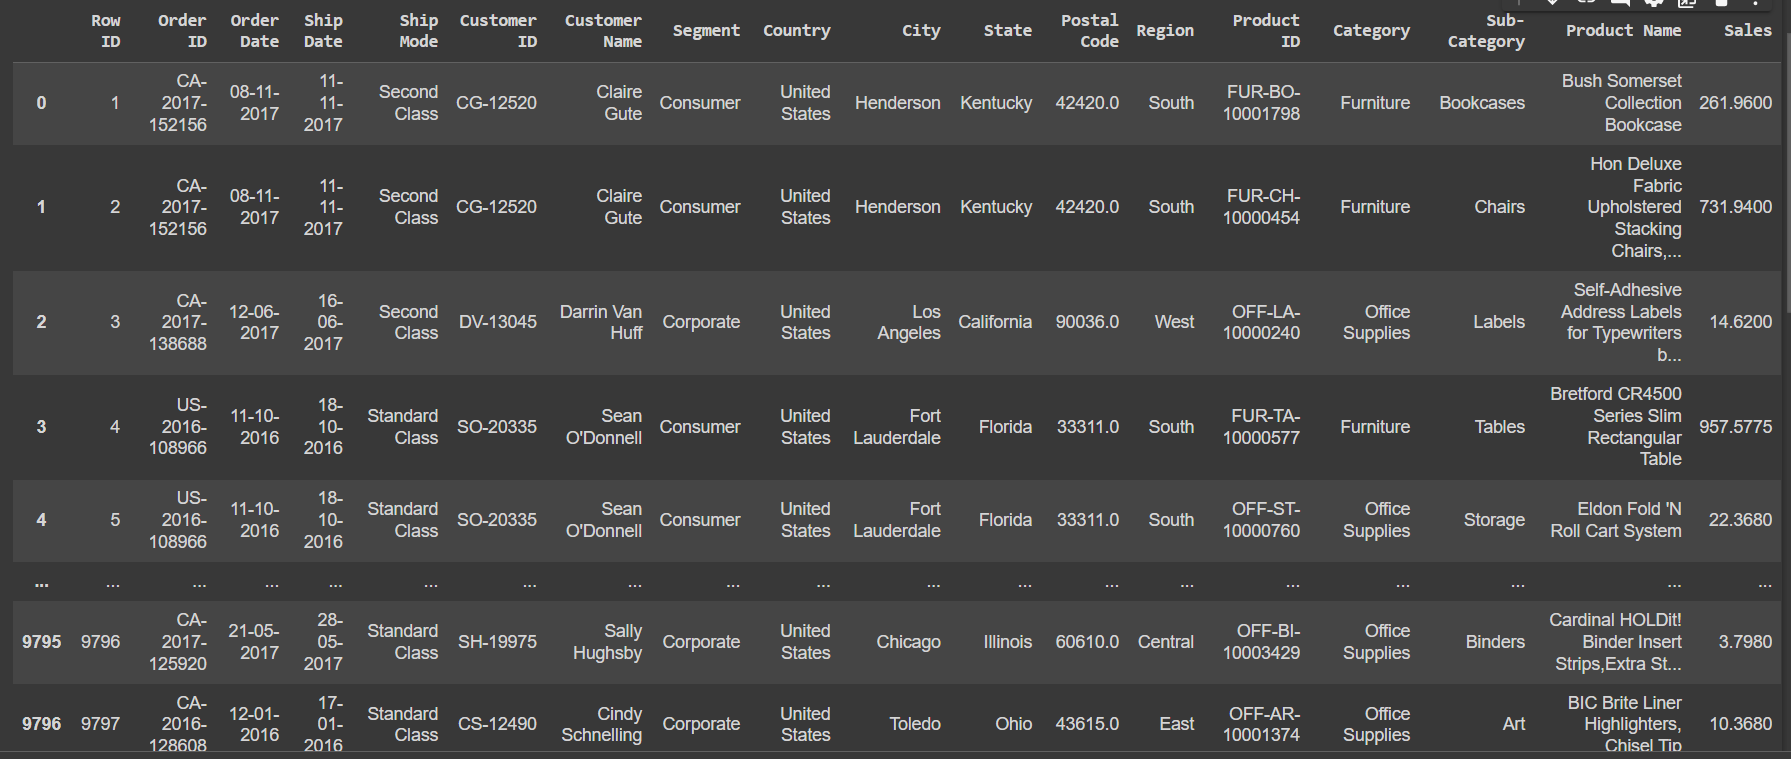 Row ID Order ID Order Date Ship Date Ship Mode Customer ID Customer Name Segment Country City State Postal Code Region Product ID Category Sub-Category Product Name Sales
0 1 CA-2017-152156 08-11-2017 11-11-2017 Second Class CG-12520 Claire Gute Consumer United States Henderson Kentucky 42420.0 South FUR-BO-10001798 Furniture Bookcases Bush Somerset Collection Bookcase 261.9600
1 2 CA-2017-152156 08-11-2017 11-11-2017 Second Class CG-12520 Claire Gute Consumer United States Henderson Kentucky 42420.0 South FUR-CH-10000454 Furniture Chairs Hon Deluxe Fabric Upholstered Stacking Chairs,... 731.9400
2 3 CA-2017-138688 12-06-2017 16-06-2017 Second Class DV-13045 Darrin Van Huff Corporate United States Los Angeles California 90036.0 West OFF-LA-10000240 Office Supplies Labels Self-Adhesive Address Labels for Typewriters b... 14.6200
3 4 US-2016-108966 11-10-2016 18-10-2016 Standard Class SO-20335 Sean O'Donnell Consumer United States Fort Lauderdale Florida 33311.0 South FUR-TA-10000577 Furniture Tables Bretford CR4500 Series Slim Rectangular Table 957.5775
4 5 US-2016-108966 11-10-2016 18-10-2016 Standard Class SO-20335 Sean O'Donnell Consumer United States Fort Lauderdale Florida 33311.0 South OFF-ST-10000760 Office Supplies Storage Eldon Fold 'N Roll Cart System 22.3680
... ... ... ... ... ... ... ... ... ... ... ... ... ... ... ... ... ... ...
9795 9796 CA-2017-125920 21-05-2017 28-05-2017 Standard Class SH-19975 Sally Hughsby Corporate United States Chicago Illinois 60610.0 Central OFF-BI-10003429 Office Supplies Binders Cardinal HOLDit! Binder Insert Strips,Extra St... 3.7980
9796 9797 CA-2016-128608 12-01-2016 17-01-2016 Standard Class CS-12490 Cindy Schnelling Corporate United States Toledo Ohio 43615.0 East OFF-AR-10001374 Office Supplies Art BIC Brite Liner Highlighters, Chisel Tip 10.3680